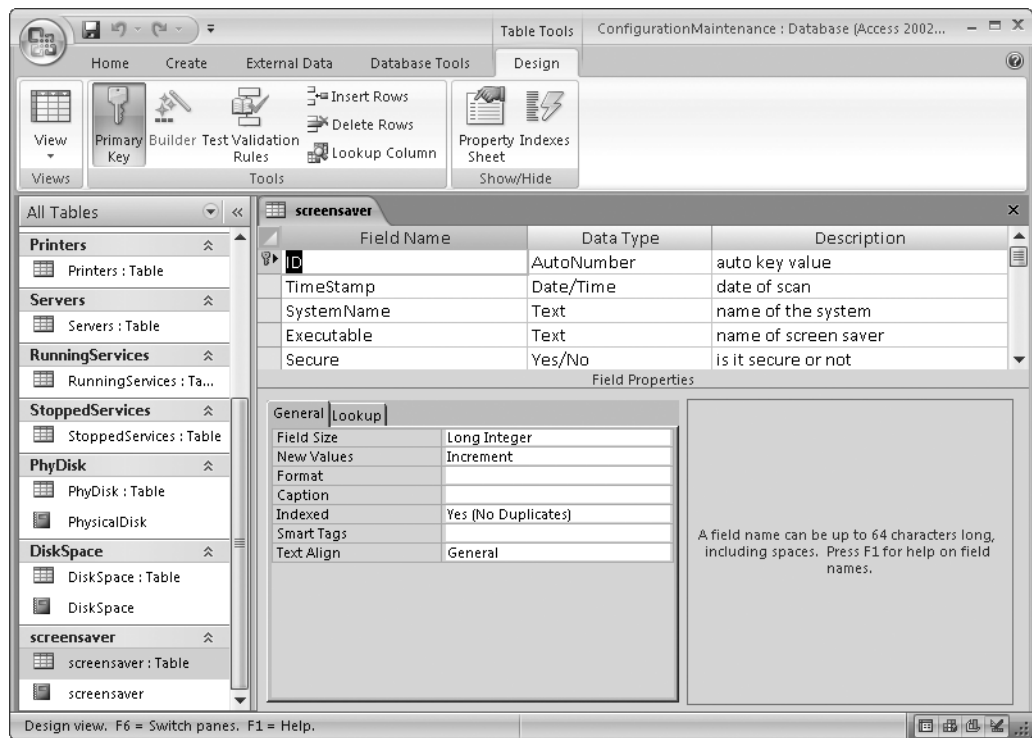 Table Tools
ConfigurationMaintenance : Database (Access 2002...
Home Create External Data Database Tools Design
View
Primary Key
Builder
Test Validation Rules
Insert Rows
Delete Rows
Lookup Column
Property Sheet
Indexes
Views
Tools
Show/Hide
All Tables
Printers
Printers : Table
Servers
Servers : Table
RunningServices
RunningServices : Ta...
StoppedServices
StoppedServices : Table
PhyDisk
PhyDisk : Table
PhysicalDisk
DiskSpace
DiskSpace : Table
DiskSpace
screensaver
screensaver : Table
screensaver
screensaver
Field Name Data Type Description
ID AutoNumber auto key value
TimeStamp Date/Time date of scan
SystemName Text name of the system
Executable Text name of screen saver
Secure Yes/No is it secure or not
Field Properties
General Lookup
Field Size Long Integer
New Values Increment
Format
Caption
Indexed Yes (No Duplicates)
Smart Tags
Text Align General
A field name can be up to 64 characters long,
including spaces. Press F1 for help on field
names.
Design view. F6 = Switch panes. F1 = Help.